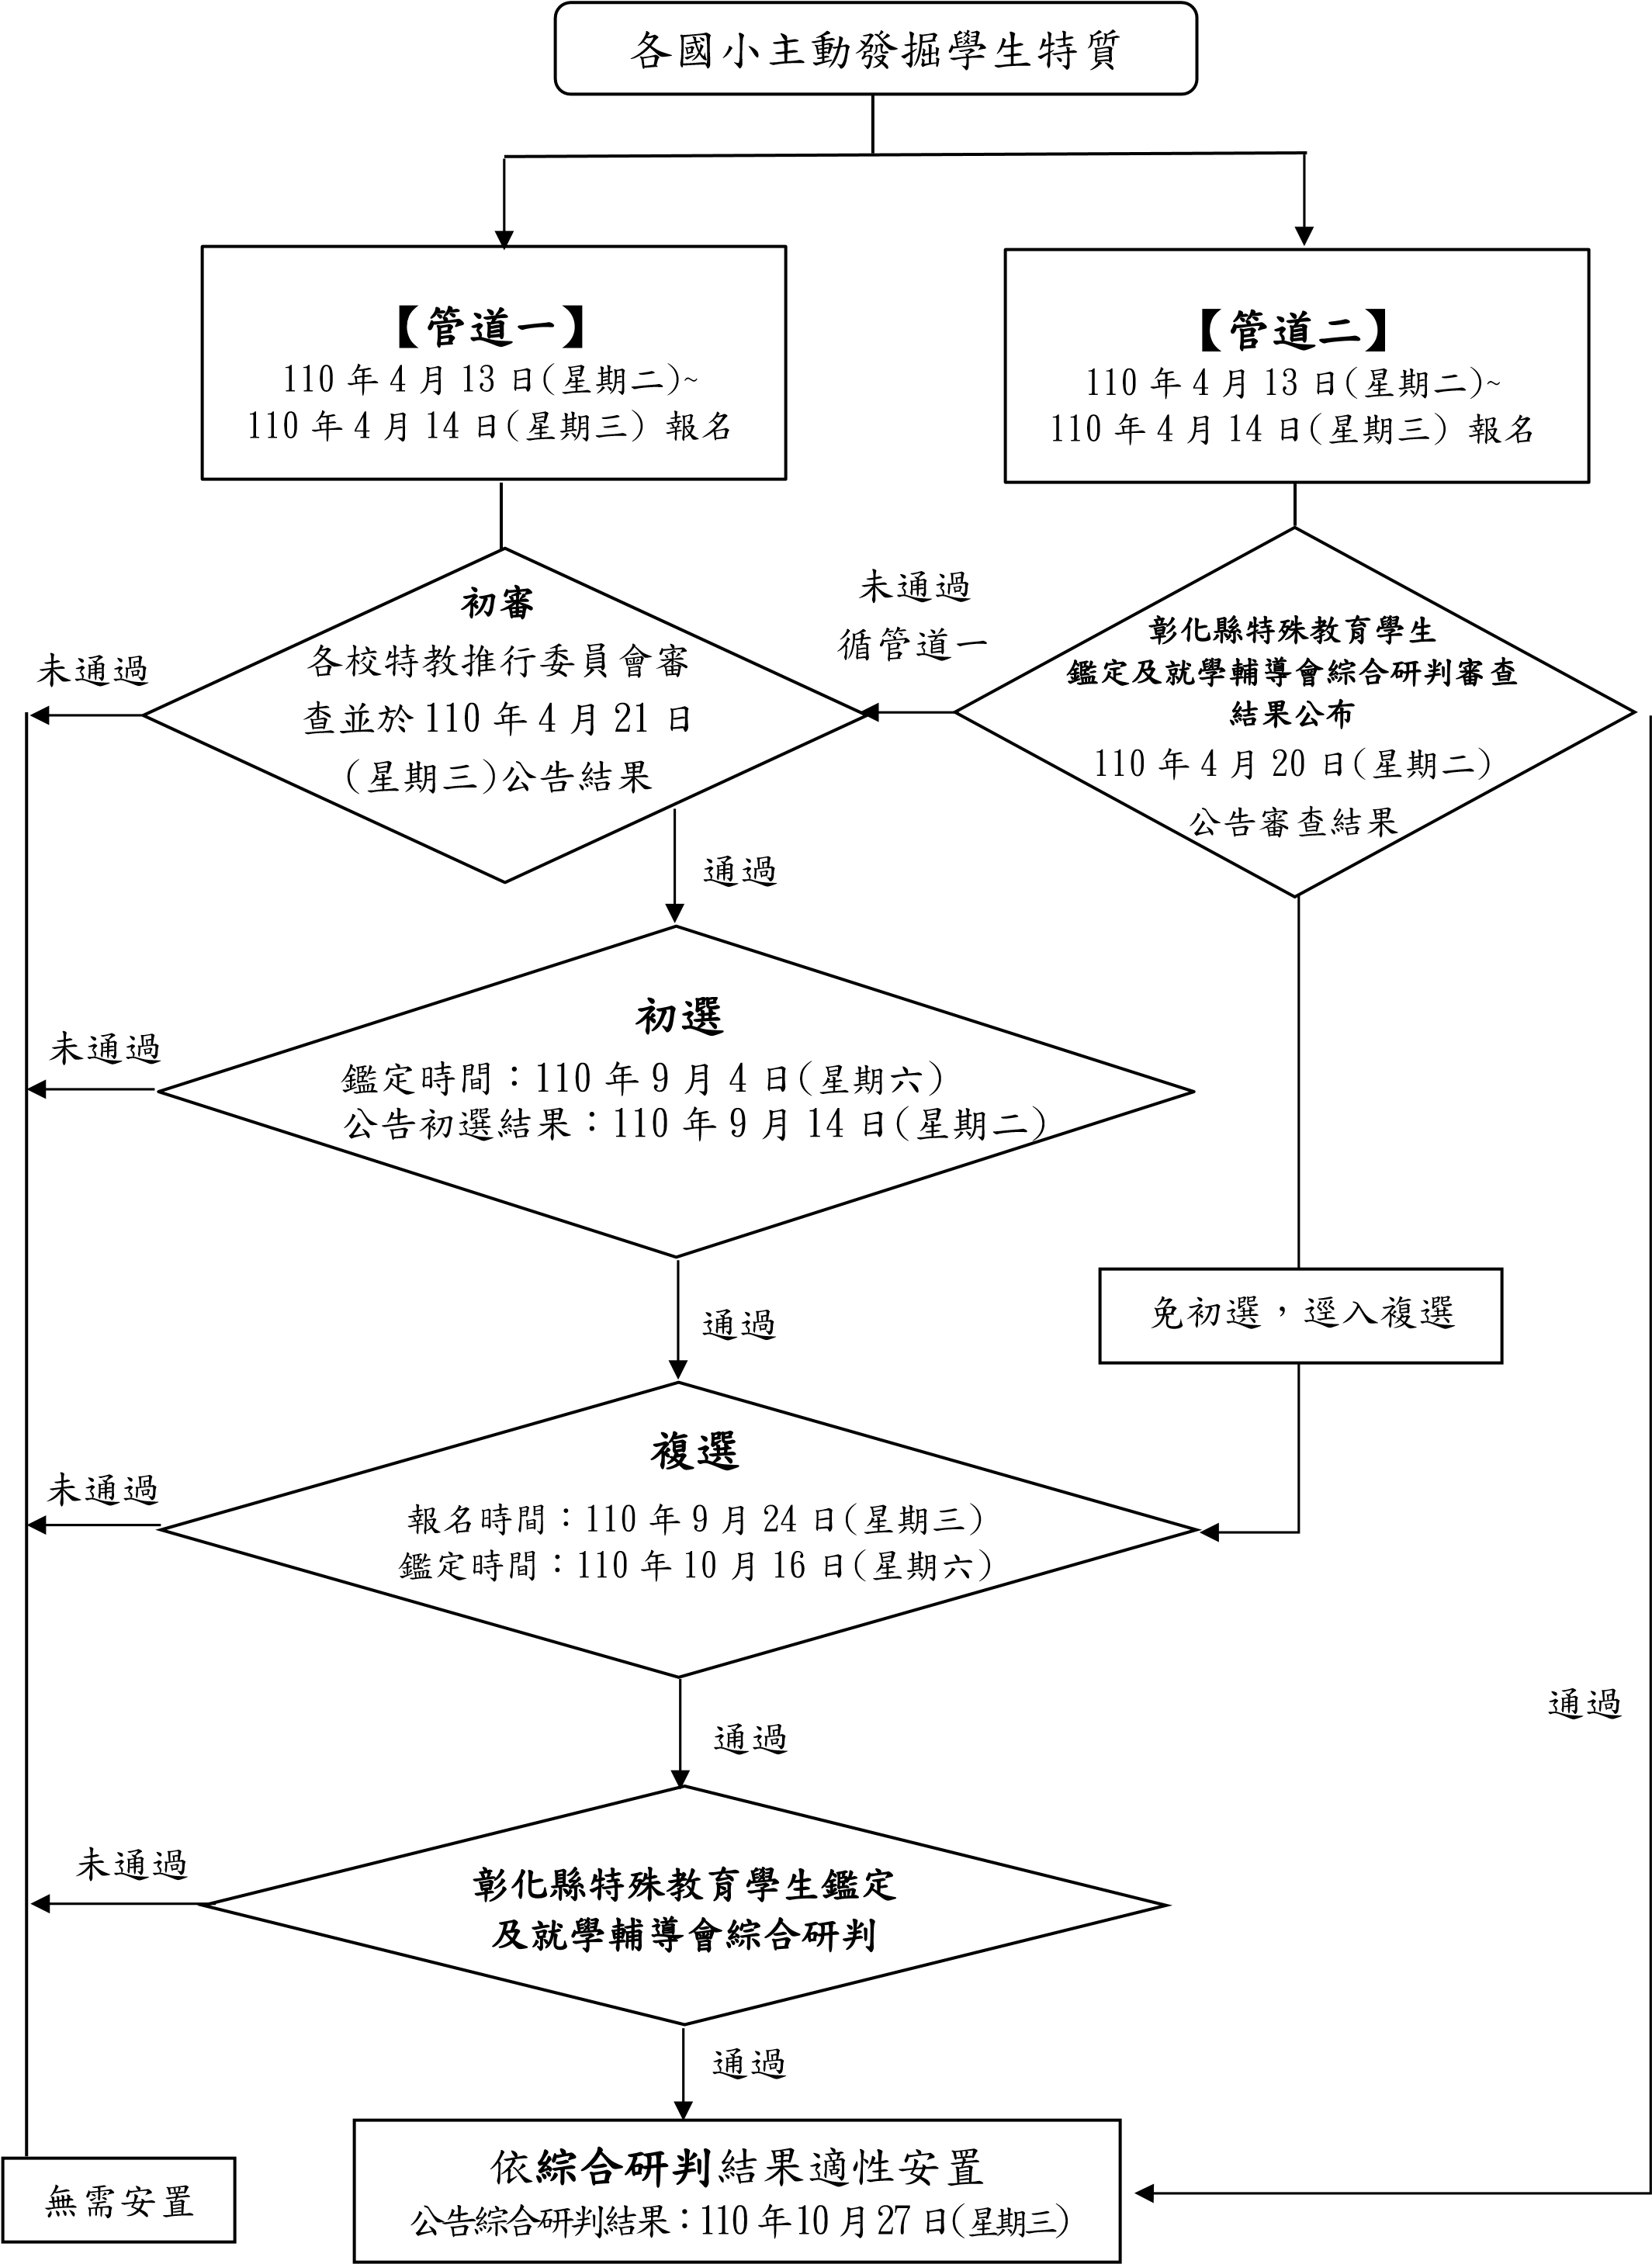 各國小主動發掘學生特質
【管道一】
110 年 4 月 13 日(星期二)~
110 年 4 月 14 日(星期三) 報名
【管道二】
110 年 4 月 13 日(星期二)~
110 年 4 月 14 日(星期三) 報名
初審
各校特教推行委員會審
查並於 110 年 4 月 21 日
(星期三)公告結果
未通過
未通過
循管道一
彰化縣特殊教育學生
鑑定及就學輔導會綜合研判審查
結果公布
110 年 4 月 20 日(星期二)
公告審查結果
通過
初選
鑑定時間：110 年 9 月 4 日(星期六)
公告初選結果：110 年 9 月 14 日(星期二)
未通過
通過
免初選，逕入複選
複選
報名時間：110 年 9 月 24 日(星期三)
鑑定時間：110 年 10 月 16 日(星期六)
未通過
通過
通過
彰化縣特殊教育學生鑑定
及就學輔導會綜合研判
未通過
通過
依綜合研判結果適性安置
公告綜合研判結果：110 年 10 月 27 日(星期三)
無需安置